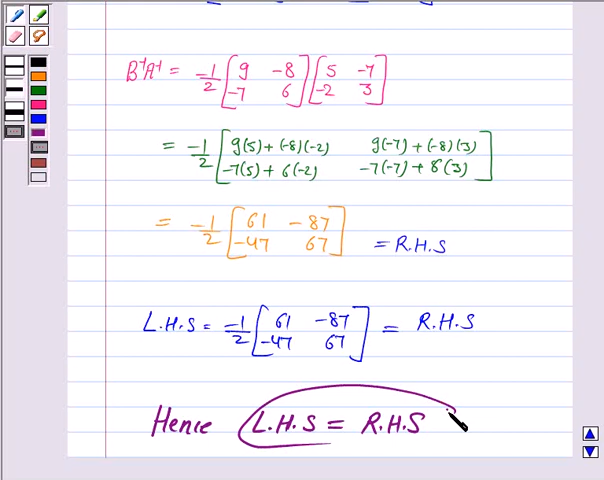 B⁻¹A⁻¹ = -1/2 [9 -8; -7 6] [5 -7; -2 3]
= -1/2 [9(5)+(-8)(-2) 9(-7)+(-8)(3); -7(5)+6(-2) -7(-7)+6(3)]
= -1/2 [61 -87; -47 67] = R.H.S
L.H.S = -1/2 [61 -87; -47 67] = R.H.S
Hence L.H.S = R.H.S